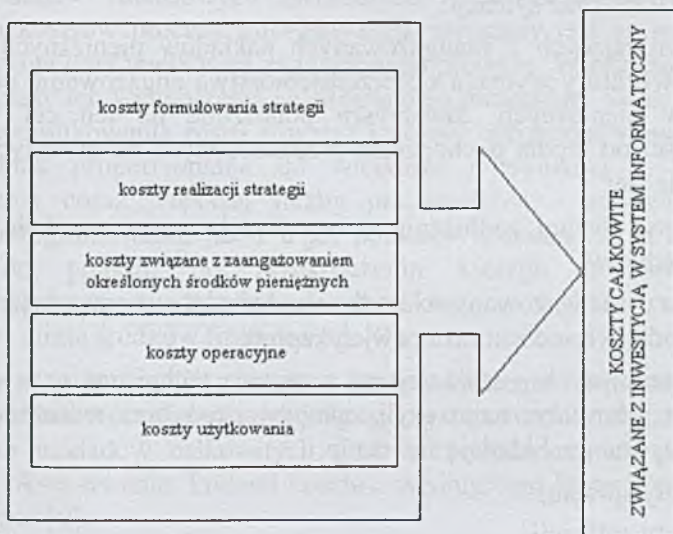 koszty formułowania strategii
koszty realizacji strategii
koszty związane z zaangażowaniem
określonych środków pieniężnych
koszty operacyjne
koszty użytkowania
KOSZTY CAŁKOWITE
ZWIĄZANE Z INWESTYCJĄ W SYSTEM INFORMATYCZNY